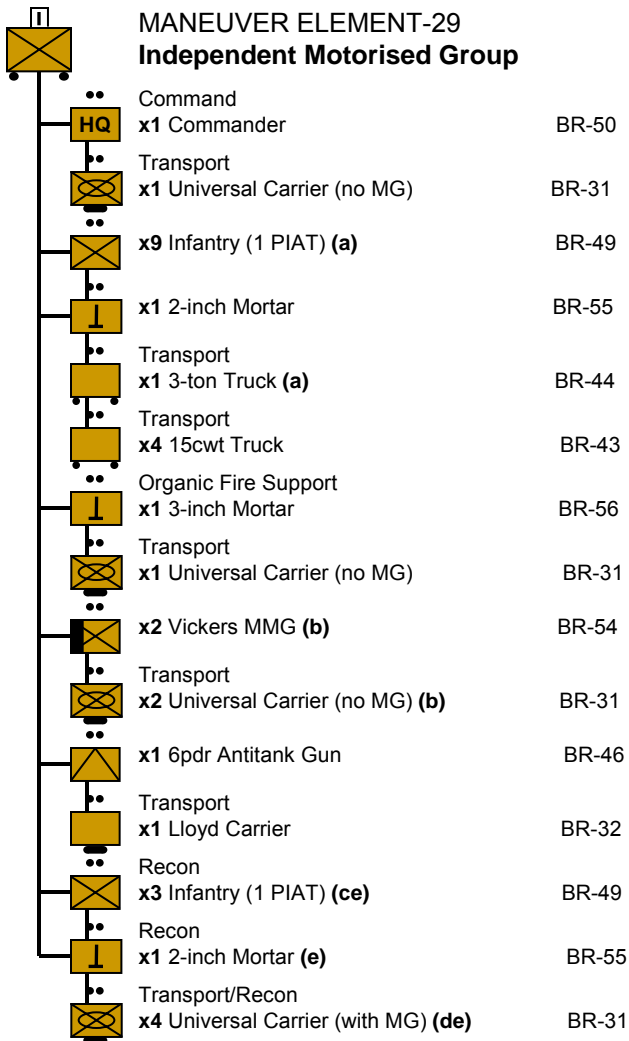 MANEUVER ELEMENT-29
Independent Motorised Group
Command
HQ x1 Commander BR-50
Transport
x1 Universal Carrier (no MG) BR-31
x9 Infantry (1 PIAT) (a) BR-49
x1 2-inch Mortar BR-55
Transport
x1 3-ton Truck (a) BR-44
Transport
x4 15cwt Truck BR-43
Organic Fire Support
x1 3-inch Mortar BR-56
Transport
x1 Universal Carrier (no MG) BR-31
x2 Vickers MMG (b) BR-54
Transport
x2 Universal Carrier (no MG) (b) BR-31
x1 6pdr Antitank Gun BR-46
Transport
x1 Lloyd Carrier BR-32
Recon
x3 Infantry (1 PIAT) (ce) BR-49
Recon
x1 2-inch Mortar (e) BR-55
Transport/Recon
x4 Universal Carrier (with MG) (de) BR-31